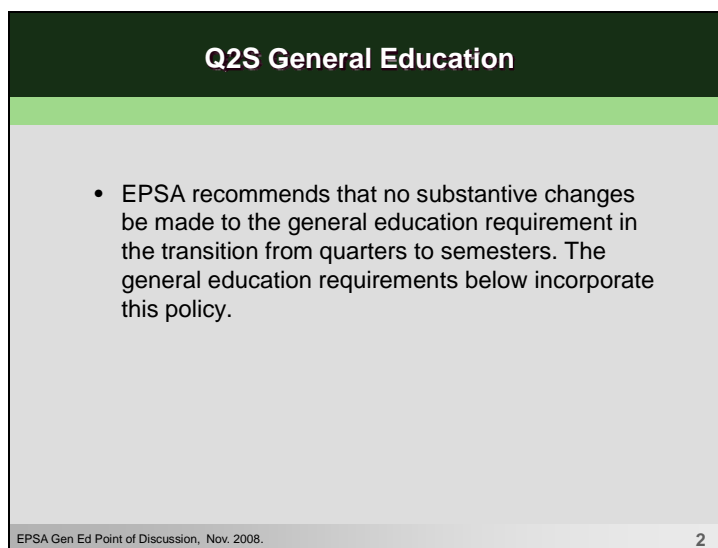 Q2S General Education
• EPSA recommends that no substantive changes
be made to the general education requirement in
the transition from quarters to semesters. The
general education requirements below incorporate
this policy.
EPSA Gen Ed Point of Discussion, Nov. 2008.
2